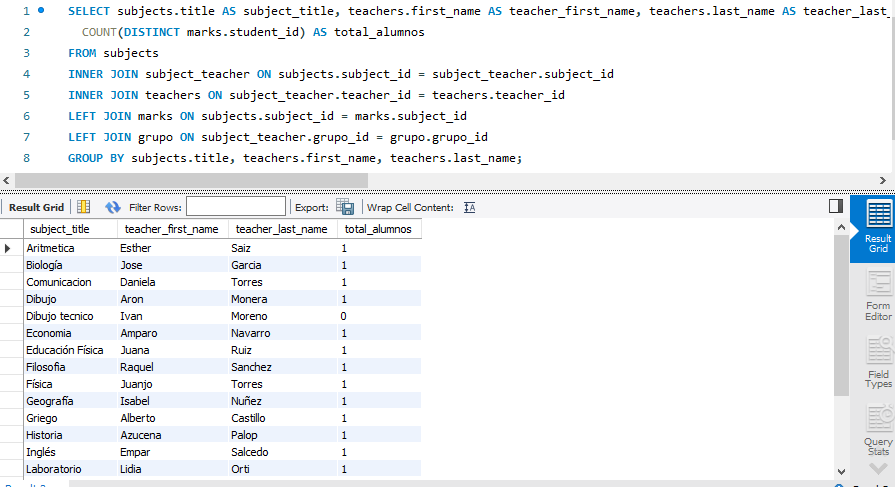 1 SELECT subjects.title AS subject_title, teachers.first_name AS teacher_first_name, teachers.last_name AS teacher_last_
2 COUNT(DISTINCT marks.student_id) AS total_alumnos
3 FROM subjects
4 INNER JOIN subject_teacher ON subjects.subject_id = subject_teacher.subject_id
5 INNER JOIN teachers ON subject_teacher.teacher_id = teachers.teacher_id
6 LEFT JOIN marks ON subjects.subject_id = marks.subject_id
7 LEFT JOIN grupo ON subject_teacher.grupo_id = grupo.grupo_id
8 GROUP BY subjects.title, teachers.first_name, teachers.last_name;
Result Grid Filter Rows: Export: Wrap Cell Content:
subject_title teacher_first_name teacher_last_name total_alumnos
Aritmetica Esther Saiz 1
Biología Jose Garcia 1
Comunicacion Daniela Torres 1
Dibujo Aron Monera 1
Dibujo tecnico Ivan Moreno 0
Economia Amparo Navarro 1
Educación Física Juana Ruiz 1
Filosofia Raquel Sanchez 1
Física Juanjo Torres 1
Geografía Isabel Nuñez 1
Griego Alberto Castillo 1
Historia Azucena Palop 1
Inglés Empar Salcedo 1
Laboratorio Lidia Orti 1
Result
Grid
Form
Editor
Field
Types
Query
Stats